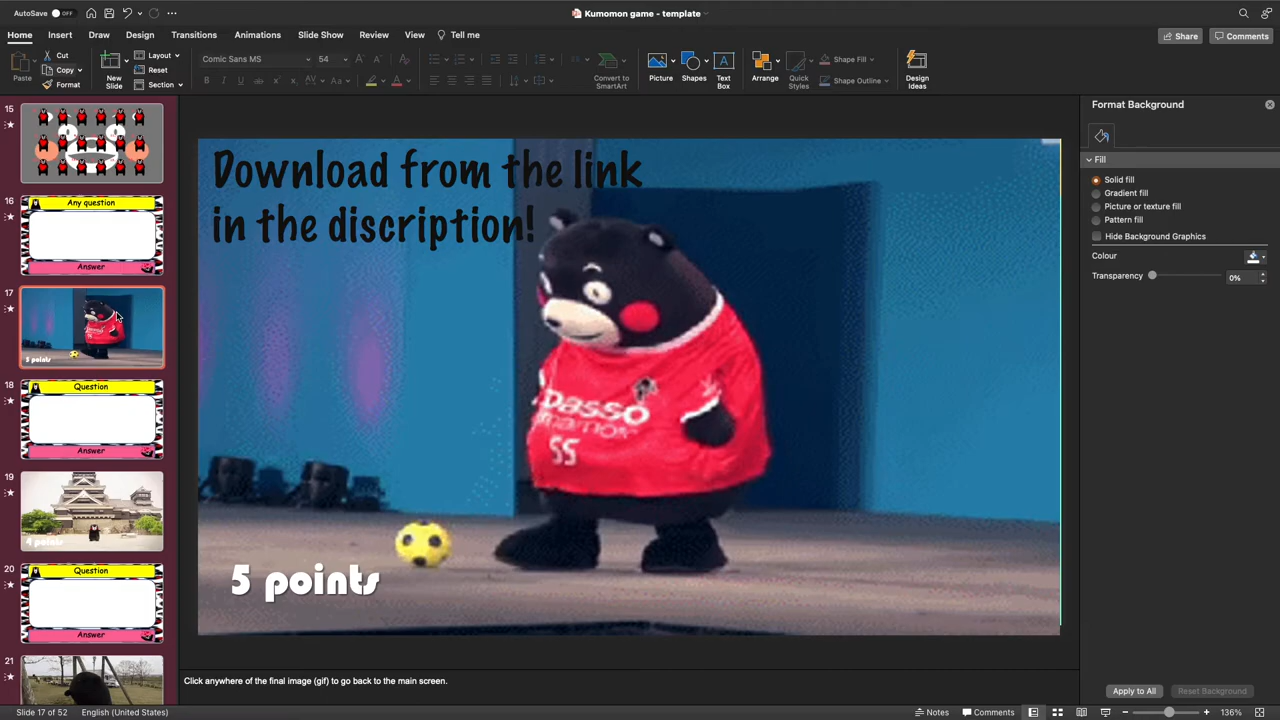 AutoSave
OFF
Kumomon game - template
Home
Insert
Draw
Design
Transitions
Animations
Slide Show
Review
View
Tell me
Share
Comments
Paste
Cut
Copy
Format
New
Slide
Layout
Reset
Section
Comic Sans MS
54
Convert to
SmartArt
Picture
Shapes
Text
Box
Arrange
Quick
Styles
Shape Fill
Shape Outline
Design
Ideas
15
16
Any question
Answer
17
5 points
18
Question
Answer
19
4 points
20
Question
Answer
21
Download from the link
in the discription!
passo
55
5 points
Click anywhere of the final image (gif) to go back to the main screen.
Format Background
Fill
Solid fill
Gradient fill
Picture or texture fill
Pattern fill
Hide Background Graphics
Colour
Transparency
0%
Apply to All
Reset Background
Slide 17 of 52
English (United States)
Notes
Comments
136%